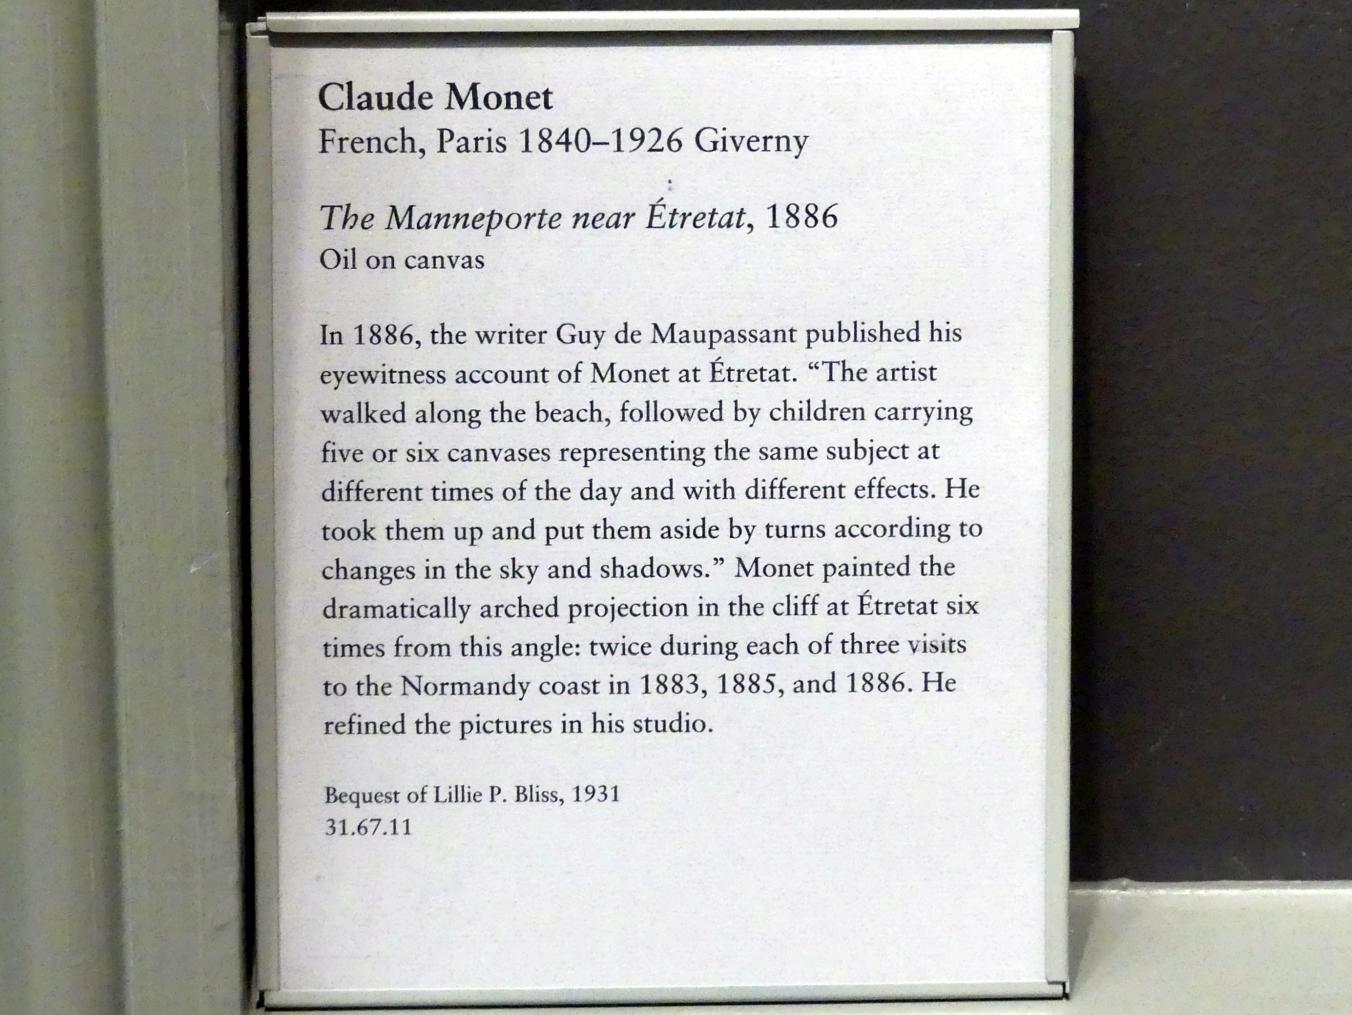 Claude Monet
French, Paris 1840–1926 Giverny
The Manneporte near Étretat, 1886
Oil on canvas
In 1886, the writer Guy de Maupassant published his
eyewitness account of Monet at Étretat. “The artist
walked along the beach, followed by children carrying
five or six canvases representing the same subject at
different times of the day and with different effects. He
took them up and put them aside by turns according to
changes in the sky and shadows.” Monet painted the
dramatically arched projection in the cliff at Étretat six
times from this angle: twice during each of three visits
to the Normandy coast in 1883, 1885, and 1886. He
refined the pictures in his studio.
Bequest of Lillie P. Bliss, 1931
31.67.11